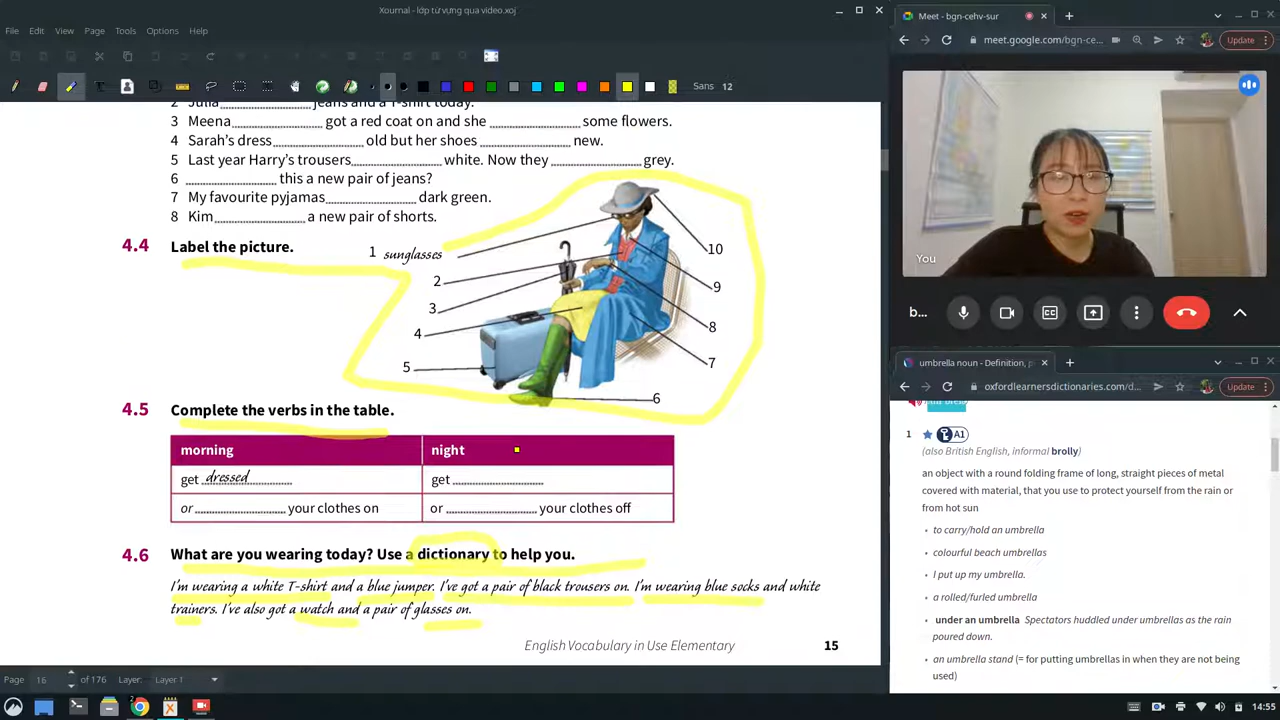 Xournal - lớp từ vựng qua video.xoj
File Edit View Page Tools Options Help
Sans 12
2 Julia jeans and a T-shirt today.
3 Meena got a red coat on and she some flowers.
4 Sarah's dress old but her shoes new.
5 Last year Harry's trousers white. Now they grey.
6 this a new pair of jeans?
7 My favourite pyjamas dark green.
8 Kim a new pair of shorts.
4.4 Label the picture.
1 sunglasses
2
3
4
5
10
9
8
7
6
4.5 Complete the verbs in the table.
morning night
get dressed get
or your clothes on or your clothes off
4.6 What are you wearing today? Use a dictionary to help you.
I'm wearing a white T-shirt and a blue jumper. I've got a pair of black trousers on. I'm wearing blue socks and white
trainers. I've also got a watch and a pair of glasses on.
English Vocabulary in Use Elementary 15
Page 16 of 176 Layer: Layer 1
Meet - bgn-cehv-sur
meet.google.com/bgn-ce... Update
You
b...
umbrella noun - Definition, p
oxfordlearnersdictionaries.com/d... Update
1 A1
(also British English, informal brolly)
an object with a round folding frame of long, straight pieces of metal
covered with material, that you use to protect yourself from the rain or
from hot sun
to carry/hold an umbrella
colourful beach umbrellas
I put up my umbrella.
a rolled/furled umbrella
under an umbrella Spectators huddled under umbrellas as the rain
poured down.
an umbrella stand (= for putting umbrellas in when they are not being
used)
2
14:55